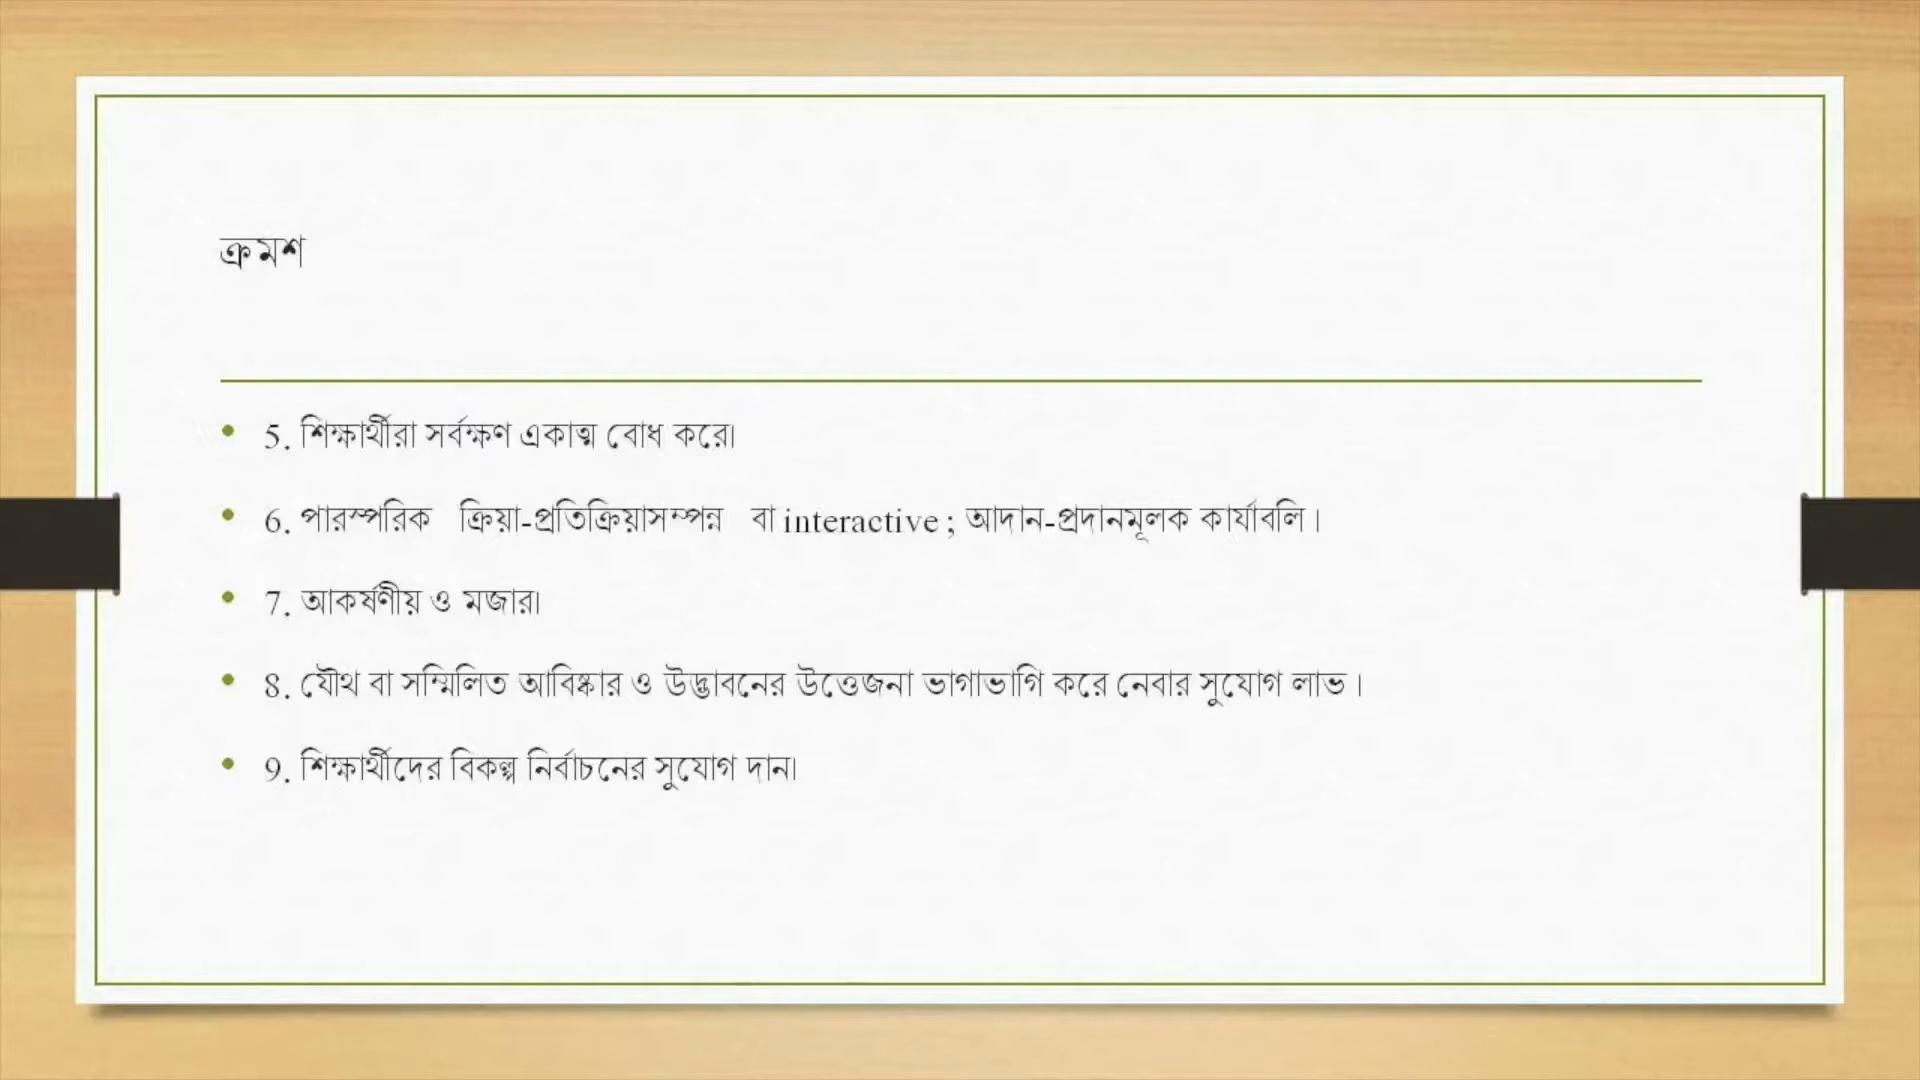 ক্রমশ
• 5. শিক্ষার্থীরা সর্বক্ষণ একাত্ম বোধ করে।
• 6. পারস্পরিক ক্রিয়া-প্রতিক্রিয়াসম্পন্ন বা interactive ; আদান-প্রদানমূলক কার্যাবলি ।
• 7. আকর্ষণীয় ও মজার।
• 8. যৌথ বা সম্মিলিত আবিষ্কার ও উদ্ভাবনের উত্তেজনা ভাগাভাগি করে নেবার সুযোগ লাভ ।
• 9. শিক্ষার্থীদের বিকল্প নির্বাচনের সুযোগ দান।